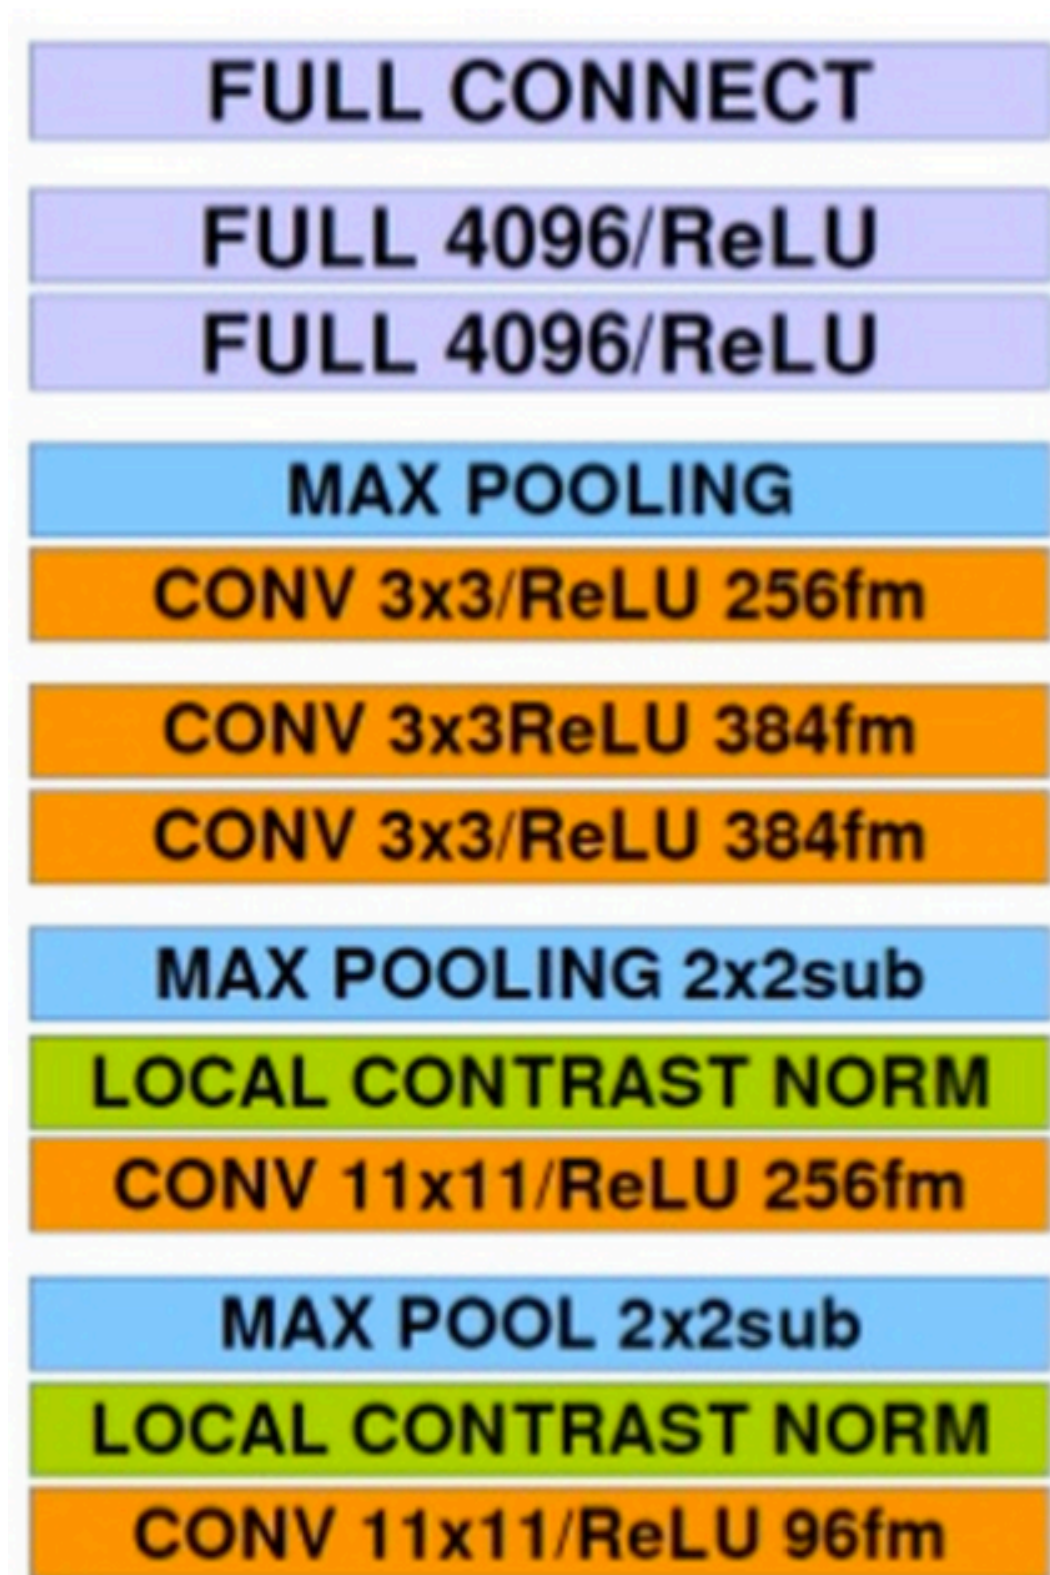 FULL CONNECT
FULL 4096/ReLU
FULL 4096/ReLU
MAX POOLING
CONV 3x3/ReLU 256fm
CONV 3x3ReLU 384fm
CONV 3x3/ReLU 384fm
MAX POOLING 2x2sub
LOCAL CONTRAST NORM
CONV 11x11/ReLU 256fm
MAX POOL 2x2sub
LOCAL CONTRAST NORM
CONV 11x11/ReLU 96fm